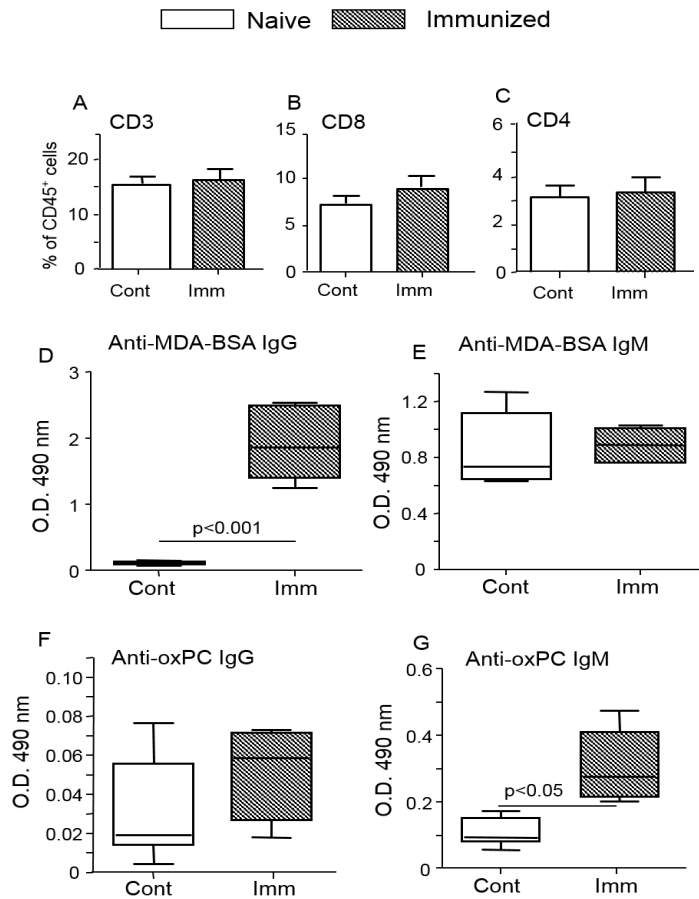 Naive Immunized
A B C
CD3 CD8 CD4
% of CD45+ cells
20
15
10
0
Cont Imm
15
10
5
0
Cont Imm
6
4
2
0
Cont Imm
D Anti-MDA-BSA IgG
O.D. 490 nm
3
2
1
0
p<0.001
Cont Imm
E Anti-MDA-BSA IgM
O.D. 490 nm
1.2
0.8
0.4
0
Cont Imm
F Anti-oxPC IgG
O.D. 490 nm
0.10
0.08
0.06
0.04
0.02
0
Cont Imm
G Anti-oxPC IgM
O.D. 490 nm
0.6
0.4
0.2
0
p<0.05
Cont Imm